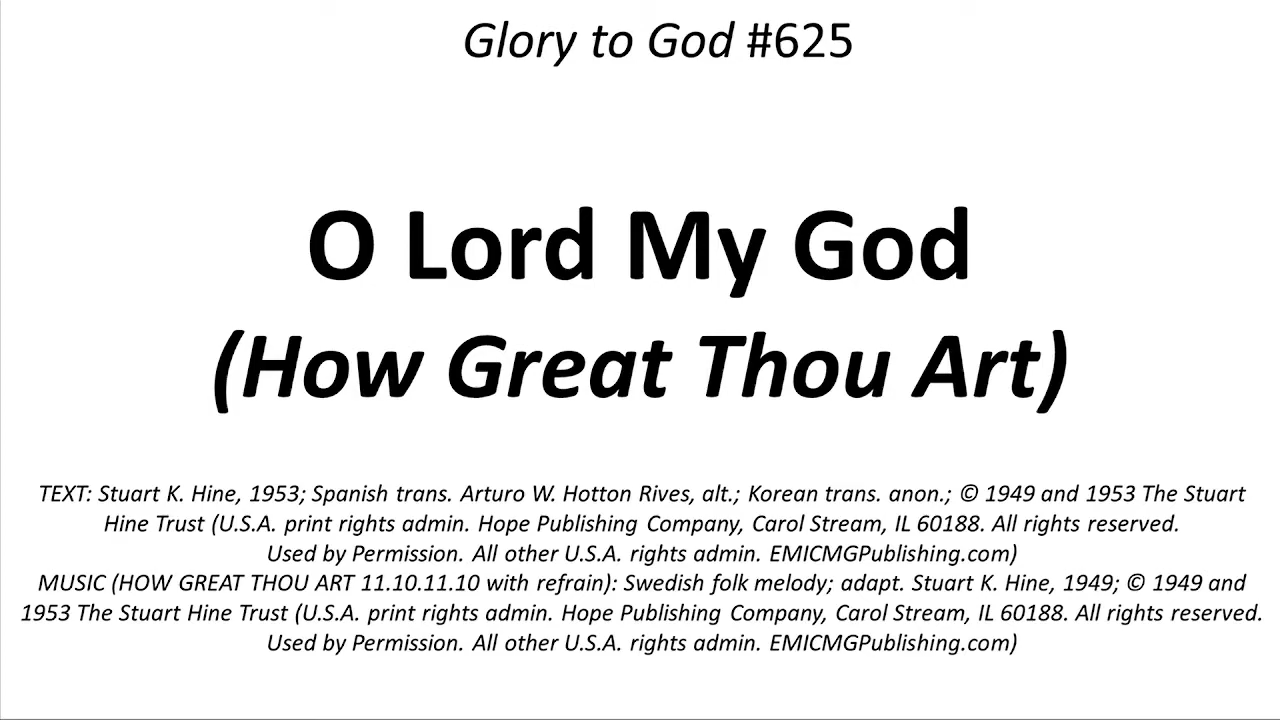 Glory to God #625
O Lord My God
(How Great Thou Art)
TEXT: Stuart K. Hine, 1953; Spanish trans. Arturo W. Hotton Rives, alt.; Korean trans. anon.; © 1949 and 1953 The Stuart
Hine Trust (U.S.A. print rights admin. Hope Publishing Company, Carol Stream, IL 60188. All rights reserved.
Used by Permission. All other U.S.A. rights admin. EMICMGPublishing.com)
MUSIC (HOW GREAT THOU ART 11.10.11.10 with refrain): Swedish folk melody; adapt. Stuart K. Hine, 1949; © 1949 and
1953 The Stuart Hine Trust (U.S.A. print rights admin. Hope Publishing Company, Carol Stream, IL 60188. All rights reserved.
Used by Permission. All other U.S.A. rights admin. EMICMGPublishing.com)